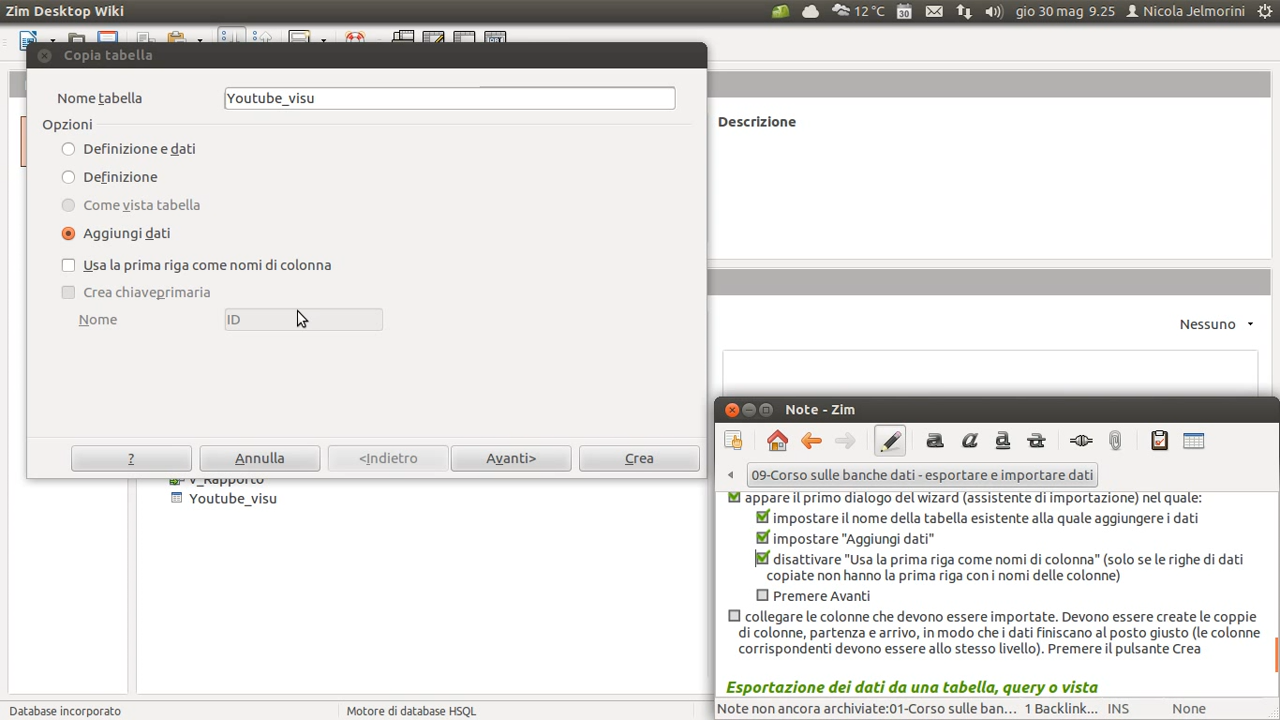 Zim Desktop Wiki
12 °C
gio 30 mag 9.25
Nicola Jelmorini
Copia tabella
Nome tabella
Youtube_visu
Opzioni
Definizione e dati
Definizione
Come vista tabella
Aggiungi dati
Usa la prima riga come nomi di colonna
Crea chiaveprimaria
Nome
ID
?
Annulla
<Indietro
Avanti>
Crea
Descrizione
Nessuno
V_Rapporto
Youtube_visu
Database incorporato
Motore di database HSQL
Note - Zim
09-Corso sulle banche dati - esportare e importare dati
appare il primo dialogo del wizard (assistente di importazione) nel quale:
impostare il nome della tabella esistente alla quale aggiungere i dati
impostare "Aggiungi dati"
disattivare "Usa la prima riga come nomi di colonna" (solo se le righe di dati
copiate non hanno la prima riga con i nomi delle colonne)
Premere Avanti
collegare le colonne che devono essere importate. Devono essere create le coppie
di colonne, partenza e arrivo, in modo che i dati finiscano al posto giusto (le colonne
corrispondenti devono essere allo stesso livello). Premere il pulsante Crea
Esportazione dei dati da una tabella, query o vista
Note non ancora archiviate:01-Corso sulle ban...
1 Backlink...
INS
None